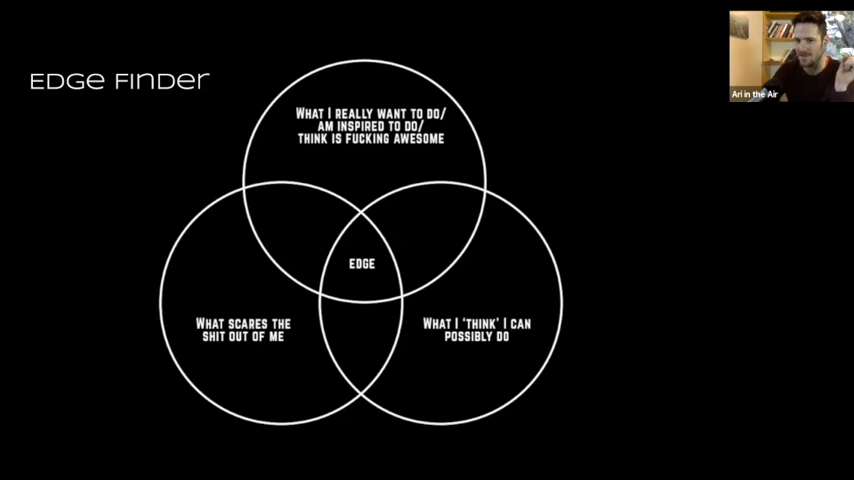 EDGE FINDER
Ari in the Air
WHAT I REALLY WANT TO DO/
AM INSPIRED TO DO/
THINK IS FUCKING AWESOME
EDGE
WHAT SCARES THE
SHIT OUT OF ME
WHAT I 'THINK' I CAN
POSSIBLY DO